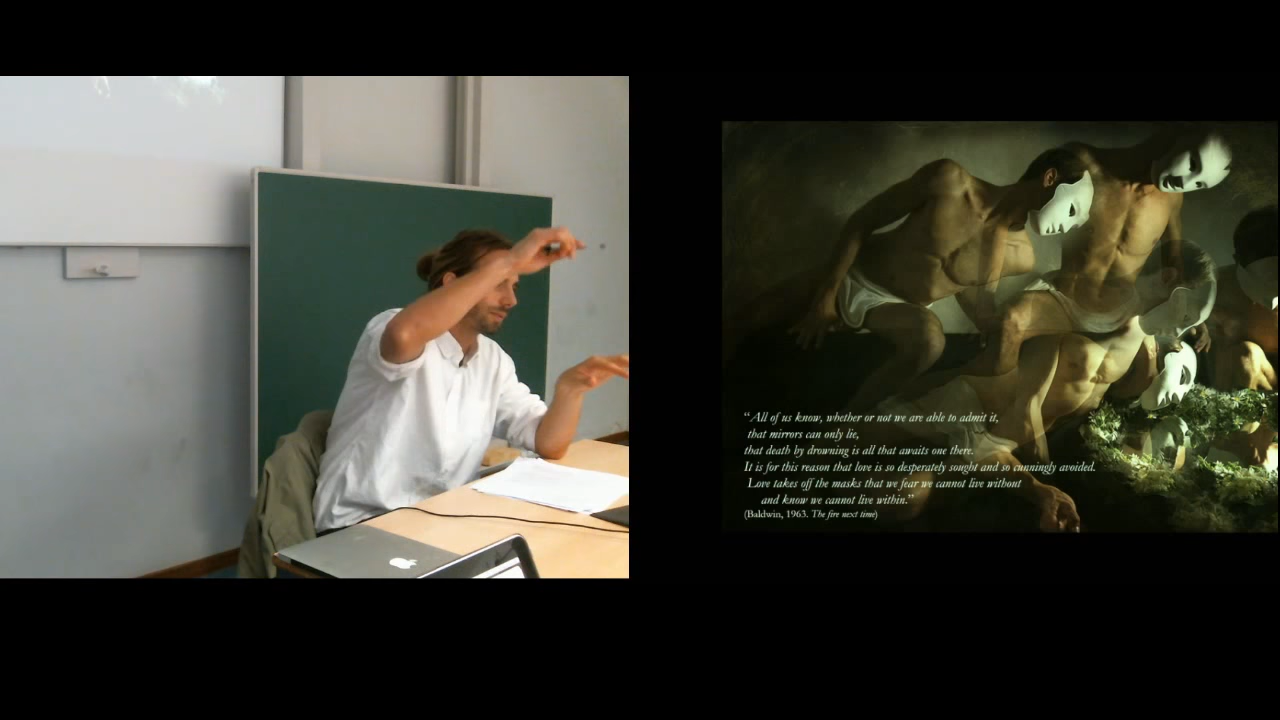 “All of us know, whether or not we are able to admit it,
that mirrors can only lie,
that death by drowning is all that awaits one there.
It is for this reason that love is so desperately sought and so cunningly avoided.
Love takes off the masks that we fear we cannot live without
and know we cannot live within.”
(Baldwin, 1963. The fire next time)